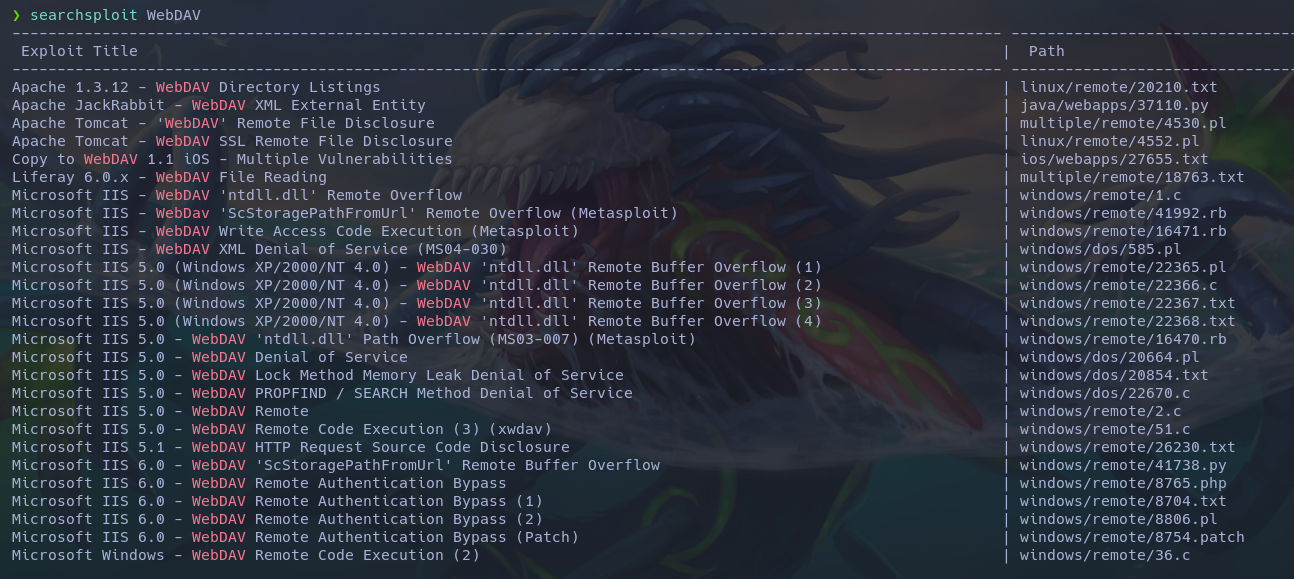 ❯ searchsploit WebDAV
---------------------------------------------------------------------------------------------------------------- --------------------------------
 Exploit Title | Path
---------------------------------------------------------------------------------------------------------------- --------------------------------
Apache 1.3.12 - WebDAV Directory Listings | linux/remote/20210.txt
Apache JackRabbit - WebDAV XML External Entity | java/webapps/37110.py
Apache Tomcat - 'WebDAV' Remote File Disclosure | multiple/remote/4530.pl
Apache Tomcat - WebDAV SSL Remote File Disclosure | linux/remote/4552.pl
Copy to WebDAV 1.1 iOS - Multiple Vulnerabilities | ios/webapps/27655.txt
Liferay 6.0.x - WebDAV File Reading | multiple/remote/18763.txt
Microsoft IIS - WebDAV 'ntdll.dll' Remote Overflow | windows/remote/1.c
Microsoft IIS - WebDav 'ScStoragePathFromUrl' Remote Overflow (Metasploit) | windows/remote/41992.rb
Microsoft IIS - WebDAV Write Access Code Execution (Metasploit) | windows/remote/16471.rb
Microsoft IIS - WebDAV XML Denial of Service (MS04-030) | windows/dos/585.pl
Microsoft IIS 5.0 (Windows XP/2000/NT 4.0) - WebDAV 'ntdll.dll' Remote Buffer Overflow (1) | windows/remote/22365.pl
Microsoft IIS 5.0 (Windows XP/2000/NT 4.0) - WebDAV 'ntdll.dll' Remote Buffer Overflow (2) | windows/remote/22366.c
Microsoft IIS 5.0 (Windows XP/2000/NT 4.0) - WebDAV 'ntdll.dll' Remote Buffer Overflow (3) | windows/remote/22367.txt
Microsoft IIS 5.0 (Windows XP/2000/NT 4.0) - WebDAV 'ntdll.dll' Remote Buffer Overflow (4) | windows/remote/22368.txt
Microsoft IIS 5.0 - WebDAV 'ntdll.dll' Path Overflow (MS03-007) (Metasploit) | windows/remote/16470.rb
Microsoft IIS 5.0 - WebDAV Denial of Service | windows/dos/20664.pl
Microsoft IIS 5.0 - WebDAV Lock Method Memory Leak Denial of Service | windows/dos/20854.txt
Microsoft IIS 5.0 - WebDAV PROPFIND / SEARCH Method Denial of Service | windows/dos/22670.c
Microsoft IIS 5.0 - WebDAV Remote | windows/remote/2.c
Microsoft IIS 5.0 - WebDAV Remote Code Execution (3) (xwdav) | windows/remote/51.c
Microsoft IIS 5.1 - WebDAV HTTP Request Source Code Disclosure | windows/remote/26230.txt
Microsoft IIS 6.0 - WebDAV 'ScStoragePathFromUrl' Remote Buffer Overflow | windows/remote/41738.py
Microsoft IIS 6.0 - WebDAV Remote Authentication Bypass | windows/remote/8765.php
Microsoft IIS 6.0 - WebDAV Remote Authentication Bypass (1) | windows/remote/8704.txt
Microsoft IIS 6.0 - WebDAV Remote Authentication Bypass (2) | windows/remote/8806.pl
Microsoft IIS 6.0 - WebDAV Remote Authentication Bypass (Patch) | windows/remote/8754.patch
Microsoft Windows - WebDAV Remote Code Execution (2) | windows/remote/36.c